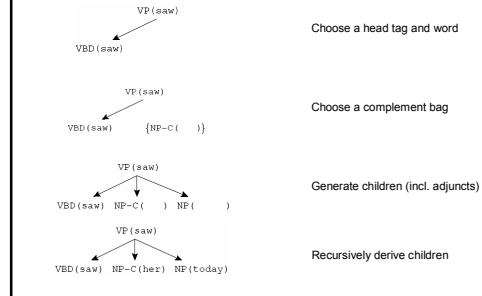 VP(saw)
Choose a head tag and word
VBD(saw)
VP(saw)
Choose a complement bag
VBD(saw) {NP-C( )}
VP(saw)
Generate children (incl. adjuncts)
VBD(saw) NP-C( ) NP( )
VP(saw)
Recursively derive children
VBD(saw) NP-C(her) NP(today)